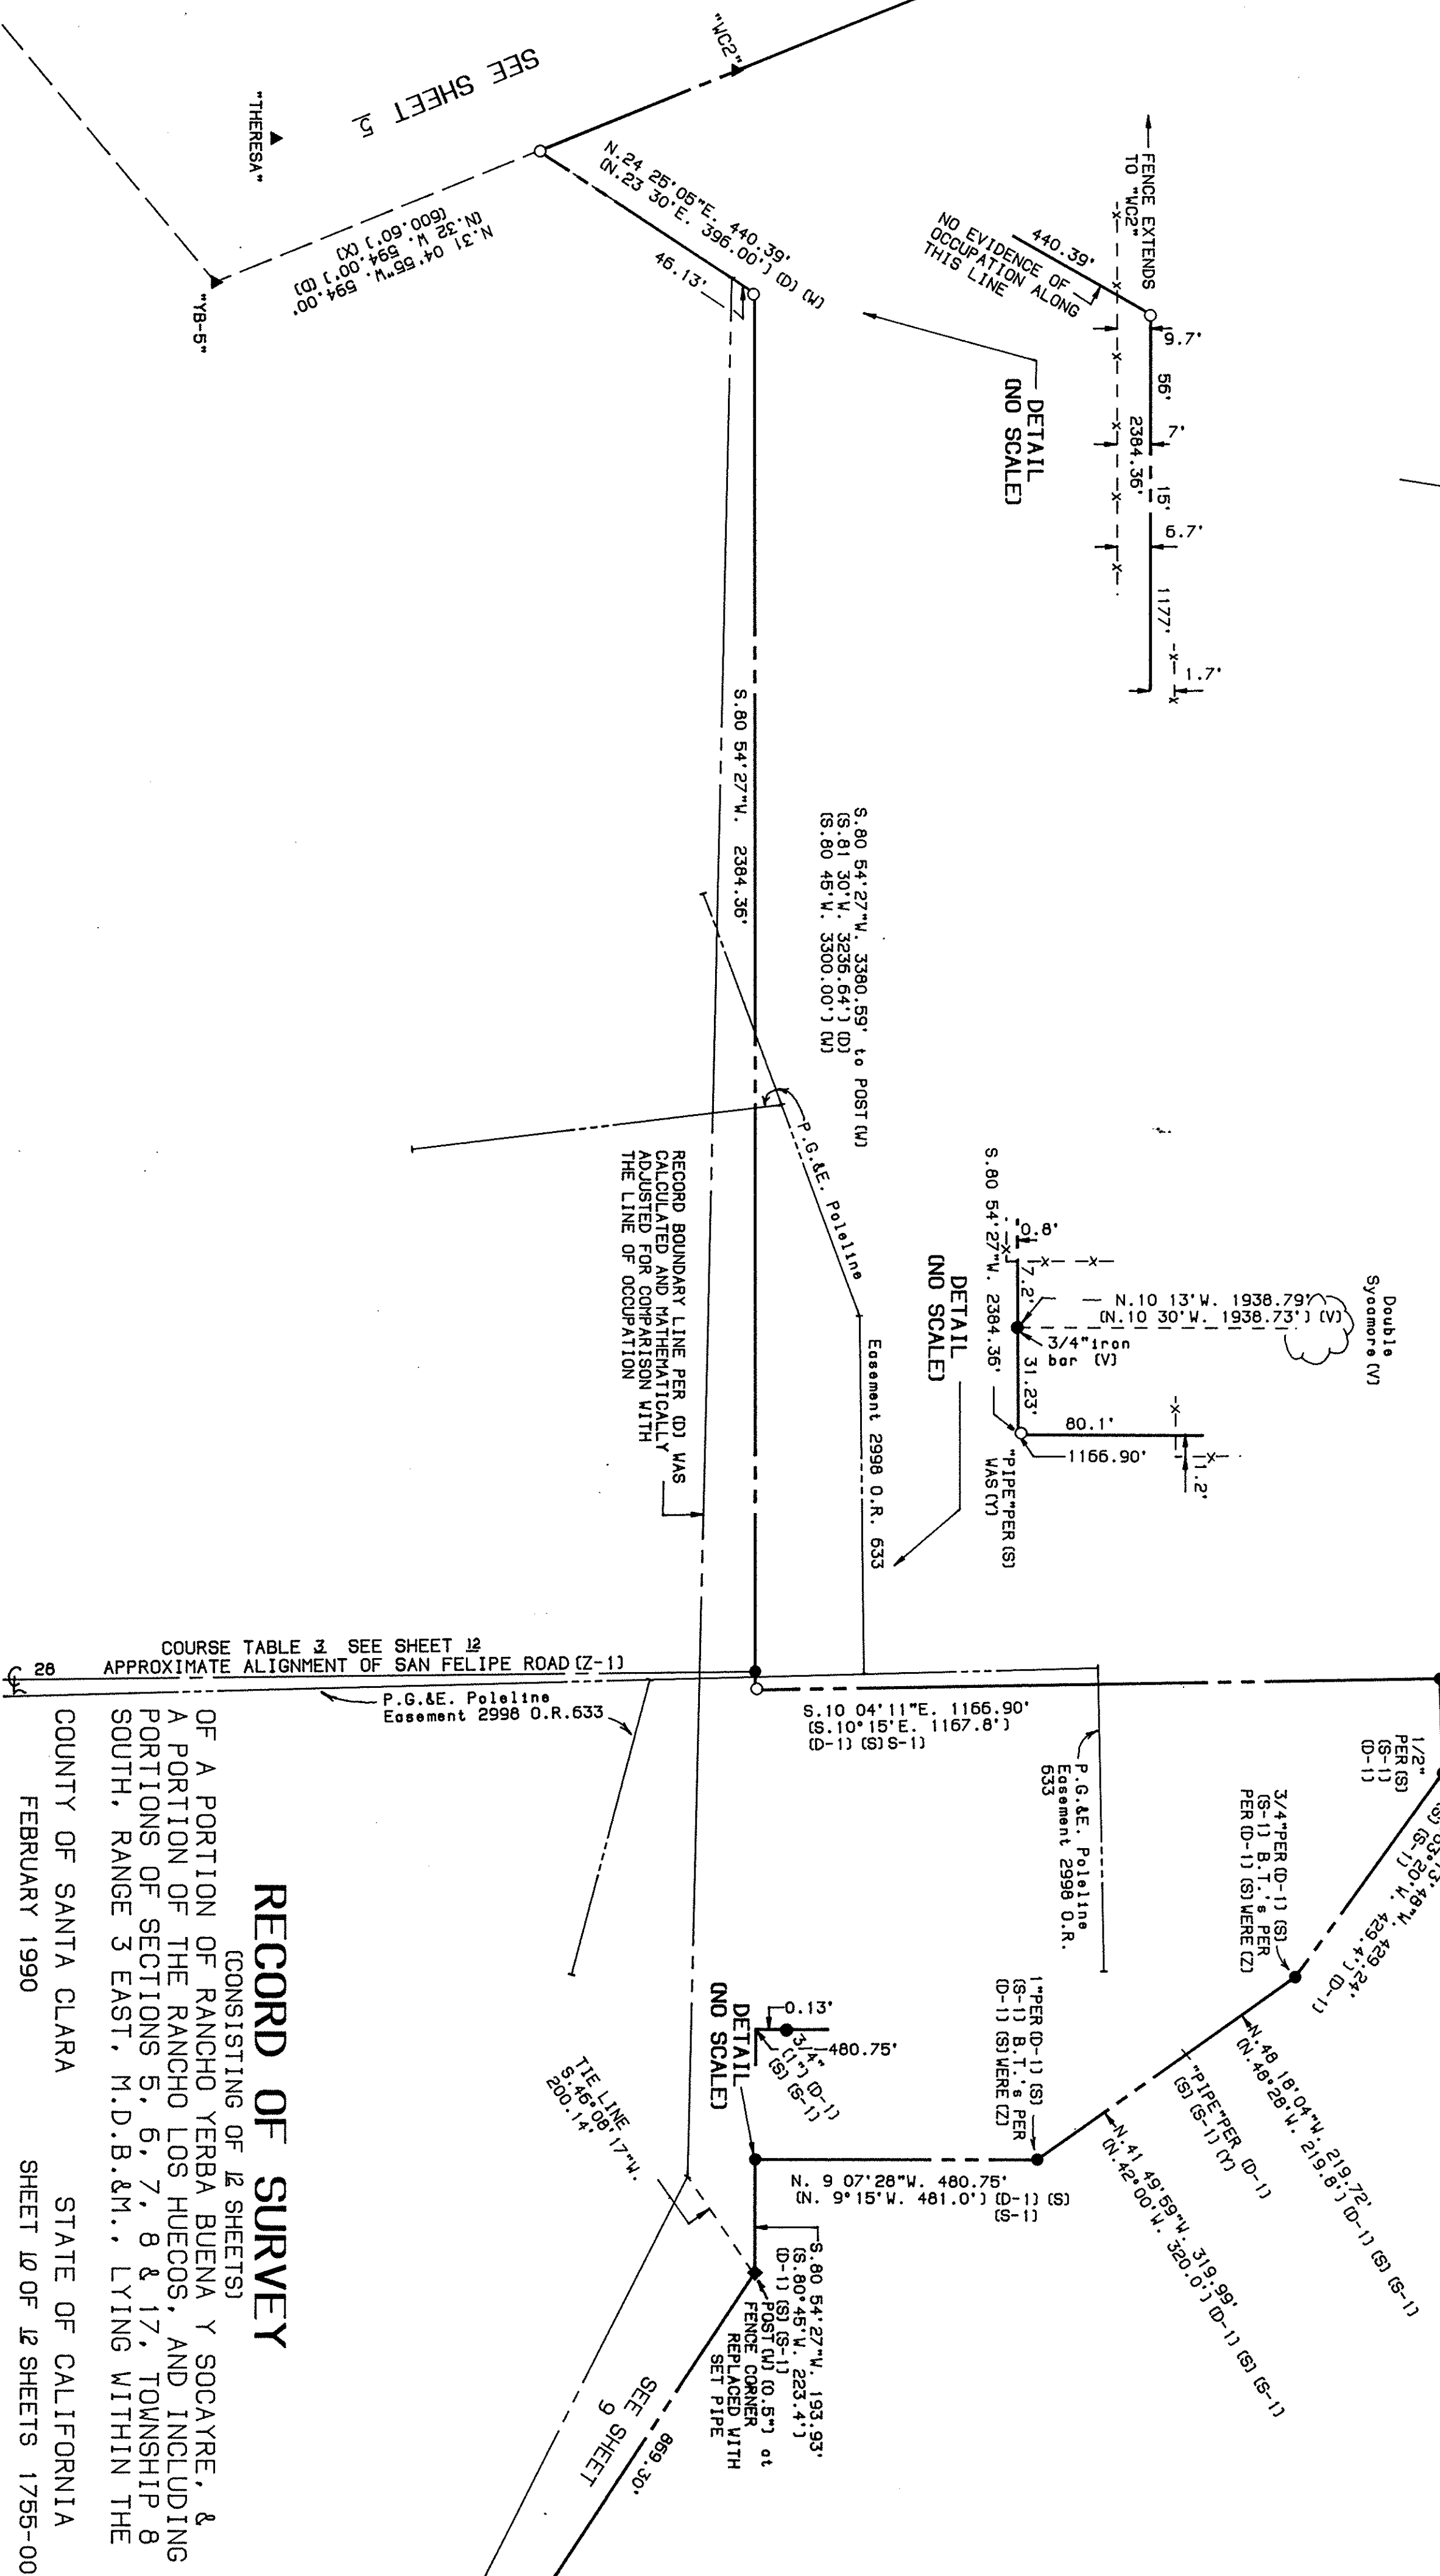 "WC2"
SEE SHEET
5
"THERESA"
"YB-5"
N.31 04'55"W. 594.00'
(N.32 W. 594.00') (D)
(600.60') (X)
N.24 25'05"E. 440.39'
(N.23 30'E. 396.00') (D) (W)
46.13'
FENCE EXTENDS
TO "WC2"
440.39'
NO EVIDENCE OF
OCCUPATION ALONG
THIS LINE
9.7'
56'
7'
2384.36'
15'
6.7'
1177'
1.7'
DETAIL
(NO SCALE)
S.80 54'27"W. 2384.36'
S.80 54'27"W. 3380.59' to POST (W)
(S.81 30'W. 3236.64') (D)
(S.80 45'W. 3300.00') (W)
P.G.&E. Poleline
Easement 2998 O.R. 633
RECORD BOUNDARY LINE PER (D) WAS
CALCULATED AND MATHEMATICALLY
ADJUSTED FOR COMPARISON WITH
THE LINE OF OCCUPATION
Double
Sycamore (V)
S.80 54'27"W. 2384.36'
0.8'
7.2'
N.10 13'W. 1938.79'
(N.10 30'W. 1938.73') (V)
3/4"iron
bar (V)
31.23'
80.1'
1166.90'
1.2'
"PIPE"PER (S)
WAS (Y)
DETAIL
(NO SCALE)
COURSE TABLE 3 SEE SHEET 12
APPROXIMATE ALIGNMENT OF SAN FELIPE ROAD (Z-1)
28
P.G.&E. Poleline
Easement 2998 O.R.633
S.10 04'11"E. 1166.90'
(S.10°15'E. 1167.8')
(D-1) (S)S-1)
P.G.&E. Poleline
Easement 2998 O.R.
633
1/2"
PER (S)
(S-1)
(D-1)
48"W. 429.24'
20'W. 429.4') (D-1)
(S-1)
3/4"PER (D-1) (S)
(S-1) B.T.'s PER
PER (D-1) (S)WERE (Z)
N.48 18'04"W. 219.72'
(N.48°28'W. 219.8') (D-1) (S) (S-1)
"PIPE"PER (D-1)
(S) (S-1) (Y)
N.41 49'59"W. 319.99'
(N.42°00'W. 320.0') (D-1) (S) (S-1)
1"PER (D-1) (S)
(S-1) B.T.'s PER
(D-1) (S)WERE (Z)
0.13'
480.75'
3/4"
(1") (D-1)
(S) (S-1)
DETAIL
(NO SCALE)
N. 9 07'28"W. 480.75'
(N. 9°15'W. 481.0') (D-1) (S)
(S-1)
TIE LINE
S.46°08'17"W.
200.14'
S.80 54'27"W. 193.93'
(S.80°45'W. 223.4')
(D-1) (S) (S-1)
POST (W) (0.5") at
FENCE CORNER
REPLACED WITH
SET PIPE
SEE SHEET
9
869.30'
RECORD OF SURVEY
(CONSISTING OF 12 SHEETS)
OF A PORTION OF RANCHO YERBA BUENA Y SOCAYRE, &
A PORTION OF THE RANCHO LOS HUECOS, AND INCLUDING
PORTIONS OF SECTIONS 5, 6, 7, 8 & 17, TOWNSHIP 8
SOUTH, RANGE 3 EAST, M.D.B.&M., LYING WITHIN THE
COUNTY OF SANTA CLARA STATE OF CALIFORNIA
FEBRUARY 1990 SHEET 10 OF 12 SHEETS 1755-00